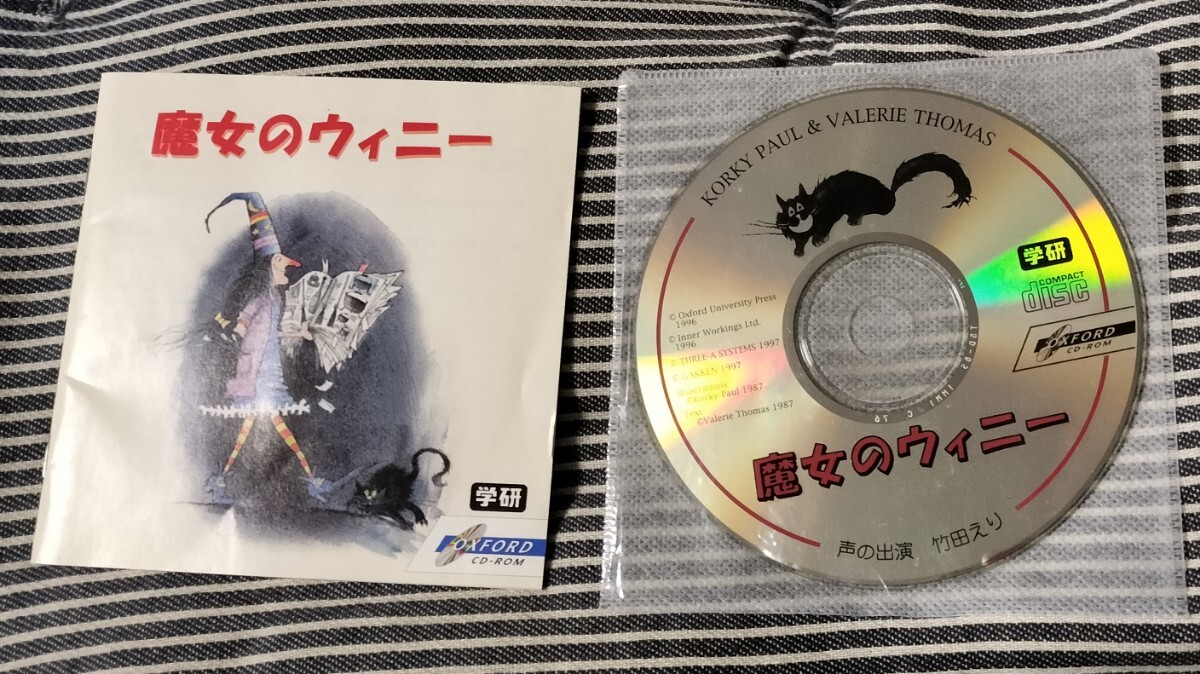 魔女のウィニー
学研
OXFORD
CD-ROM
KORKY PAUL & VALERIE THOMAS
学研
COMPACT
disc
OXFORD
CD-ROM
© Oxford University Press
1996
© Inner Workings Ltd.
1996
© THREE-A SYSTEMS 1997
© GAKKEN 1997
Illustrations
©Korky Paul 1987
Text
©Valerie Thomas 1987
魔女のウィニー
声の出演 竹田えり